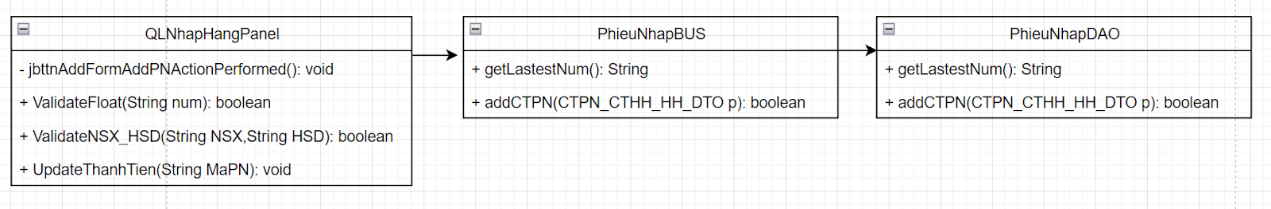 QLNhapHangPanel
- jbttnAddFormAddPNActionPerformed(): void
+ ValidateFloat(String num): boolean
+ ValidateNSX_HSD(String NSX,String HSD): boolean
+ UpdateThanhTien(String MaPN): void
PhieuNhapBUS
+ getLastestNum(): String
+ addCTPN(CTPN_CTHH_HH_DTO p): boolean
PhieuNhapDAO
+ getLastestNum(): String
+ addCTPN(CTPN_CTHH_HH_DTO p): boolean